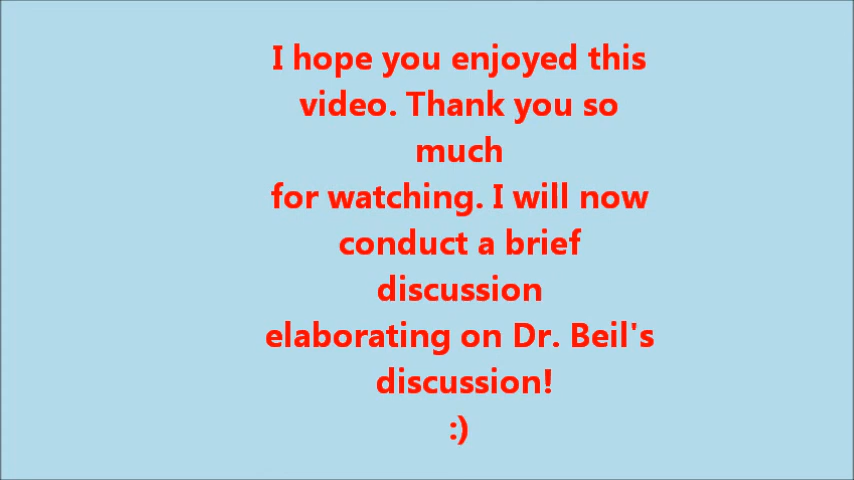 I hope you enjoyed this
video. Thank you so
much
for watching. I will now
conduct a brief
discussion
elaborating on Dr. Beil's
discussion!
:)